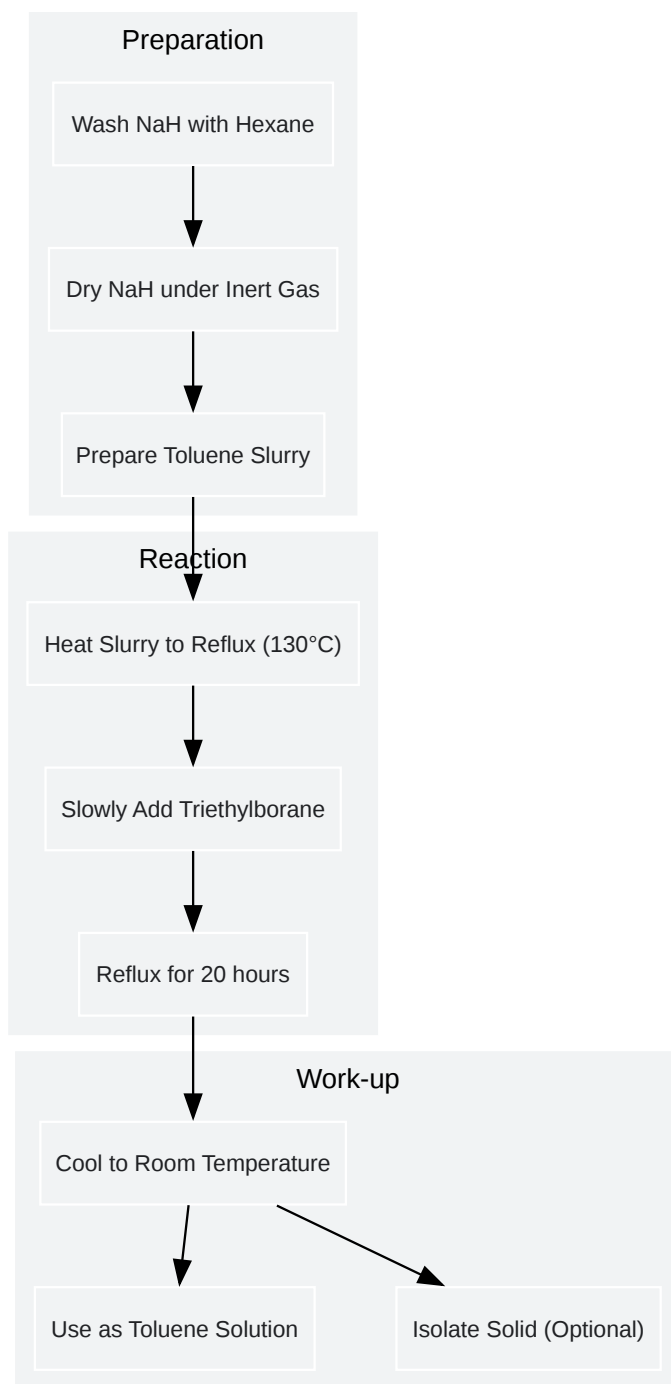 Preparation
Wash NaH with Hexane
Dry NaH under Inert Gas
Prepare Toluene Slurry
Reaction
Heat Slurry to Reflux (130°C)
Slowly Add Triethylborane
Reflux for 20 hours
Work-up
Cool to Room Temperature
Use as Toluene Solution
Isolate Solid (Optional)